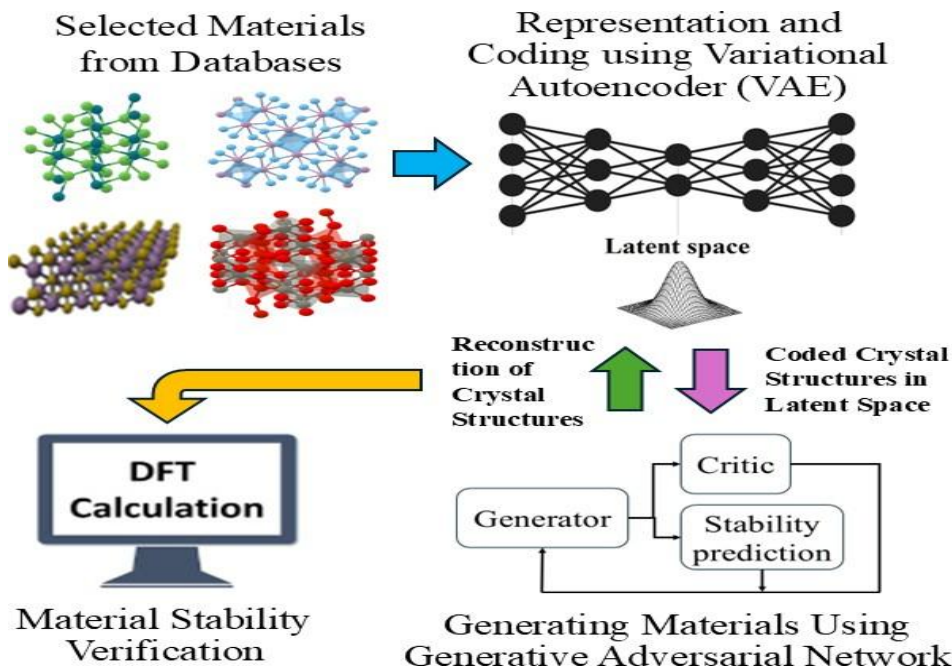 Selected Materials
from Databases
Representation and
Coding using Variational
Autoencoder (VAE)
Latent space
Reconstruc
tion of
Crystal
Structures
Coded Crystal
Structures in
Latent Space
DFT
Calculation
Material Stability
Verification
Generator
Critic
Stability
prediction
Generating Materials Using
Generative Adversarial Network